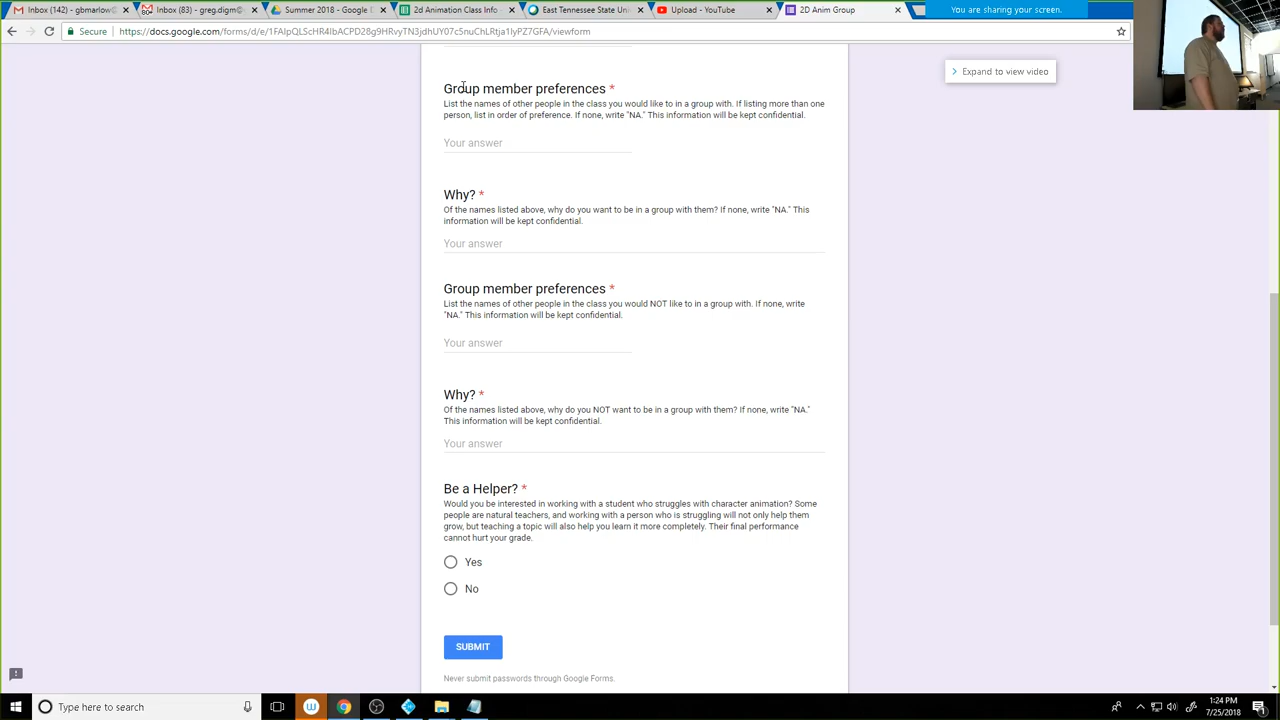 Inbox (142) - gbmarlow
Inbox (83) - greg.digm
Summer 2018 - Google D
2d Animation Class Info
East Tennessee State Uni
Upload - YouTube
2D Anim Group
You are sharing your screen.
Secure
https://docs.google.com/forms/d/e/1FAIpQLScHR4IbACPD28g9HRvyTN3jdhUY07c5nuChLRtja1IyPZ7GFA/viewform
Expand to view video
Group member preferences *
List the names of other people in the class you would like to in a group with. If listing more than one
person, list in order of preference. If none, write "NA." This information will be kept confidential.
Your answer
Why? *
Of the names listed above, why do you want to be in a group with them? If none, write "NA." This
information will be kept confidential.
Your answer
Group member preferences *
List the names of other people in the class you would NOT like to in a group with. If none, write
"NA." This information will be kept confidential.
Your answer
Why? *
Of the names listed above, why do you NOT want to be in a group with them? If none, write "NA."
This information will be kept confidential.
Your answer
Be a Helper? *
Would you be interested in working with a student who struggles with character animation? Some
people are natural teachers, and working with a person who is struggling will not only help them
grow, but teaching a topic will also help you learn it more completely. Their final performance
cannot hurt your grade.
Yes
No
SUBMIT
Never submit passwords through Google Forms.
Type here to search
1:24 PM
7/25/2018